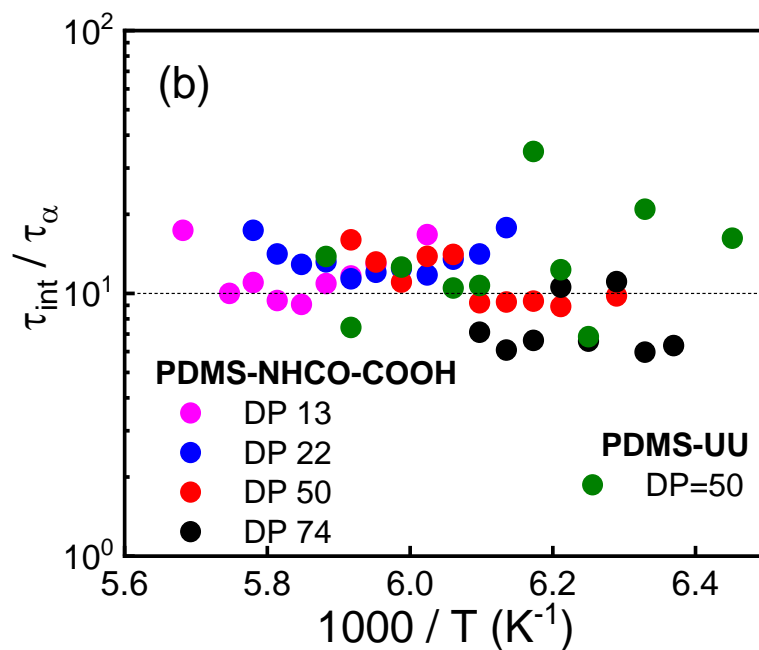 10²
(b)
τint / τα
10¹
PDMS-NHCO-COOH
DP 13
DP 22
DP 50
DP 74
PDMS-UU
DP=50
10⁰
5.6 5.8 6.0 6.2 6.4
1000 / T (K⁻¹)